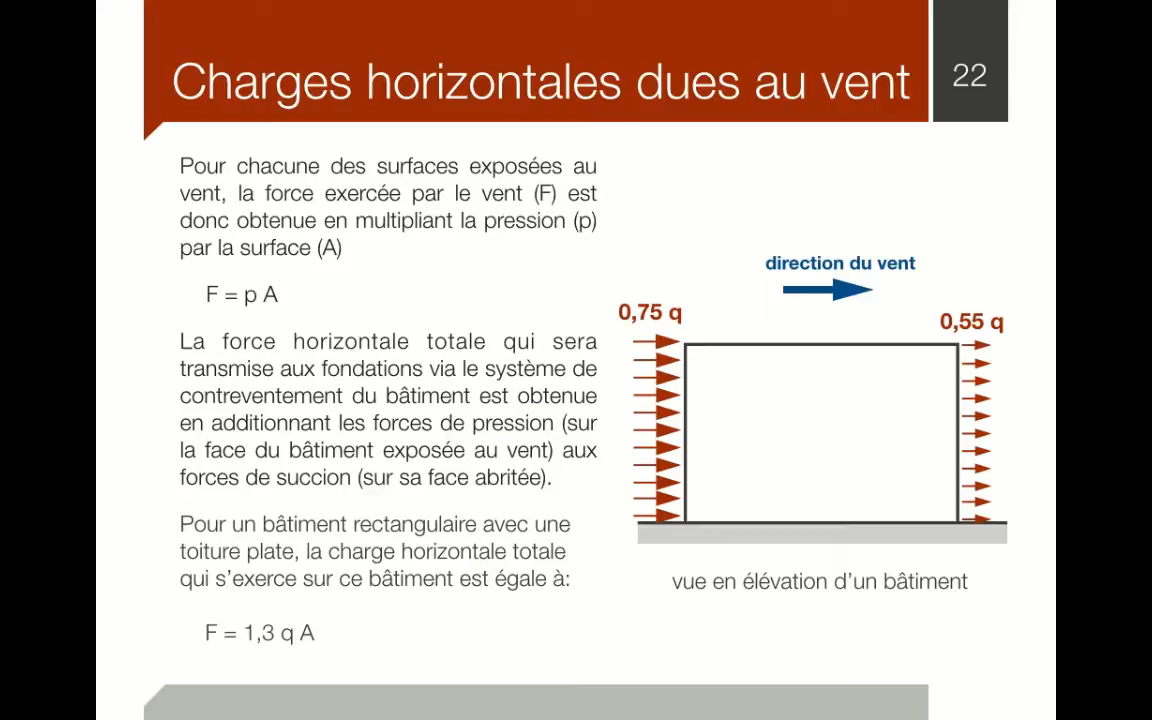 Charges horizontales dues au vent
22
Pour chacune des surfaces exposées au
vent, la force exercée par le vent (F) est
donc obtenue en multipliant la pression (p)
par la surface (A)
F = p A
La force horizontale totale qui sera
transmise aux fondations via le système de
contreventement du bâtiment est obtenue
en additionnant les forces de pression (sur
la face du bâtiment exposée au vent) aux
forces de succion (sur sa face abritée).
Pour un bâtiment rectangulaire avec une
toiture plate, la charge horizontale totale
qui s’exerce sur ce bâtiment est égale à:
F = 1,3 q A
direction du vent
0,75 q
0,55 q
vue en élévation d’un bâtiment